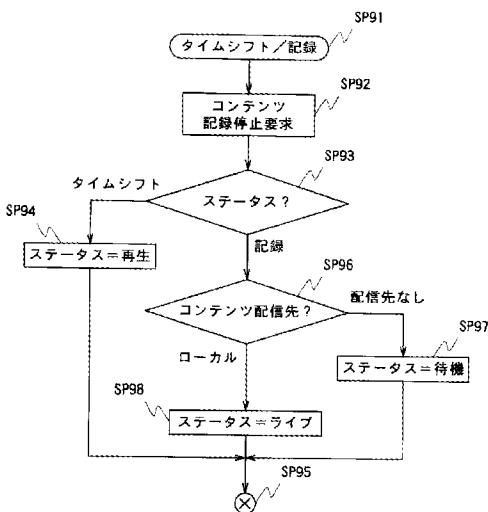 SP91
タイムシフト／記録
SP92
コンテンツ
記録停止要求
SP93
ステータス？
タイムシフト
SP94
ステータス＝再生
記録
SP96
コンテンツ配信先？
配信先なし
SP97
ステータス＝待機
ローカル
SP98
ステータス＝ライブ
SP95